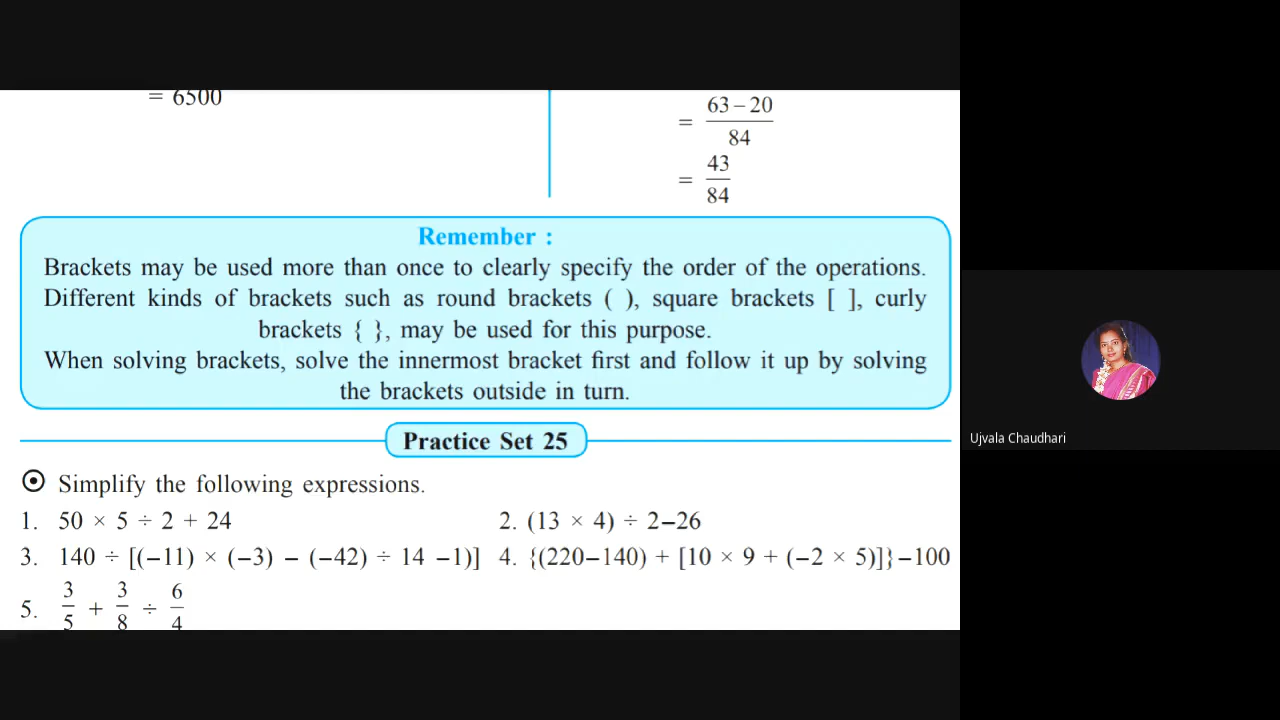 = 6500
= 63 – 20
84
= 43
84
Remember :
Brackets may be used more than once to clearly specify the order of the operations.
Different kinds of brackets such as round brackets ( ), square brackets [ ], curly
brackets { }, may be used for this purpose.
When solving brackets, solve the innermost bracket first and follow it up by solving
the brackets outside in turn.
Practice Set 25
Simplify the following expressions.
1. 50 × 5 ÷ 2 + 24 2. (13 × 4) ÷ 2–26
3. 140 ÷ [(–11) × (–3) – (–42) ÷ 14 –1)] 4. {(220–140) + [10 × 9 + (–2 × 5)]}–100
5. 3/5 + 3/8 ÷ 6/4
Ujvala Chaudhari